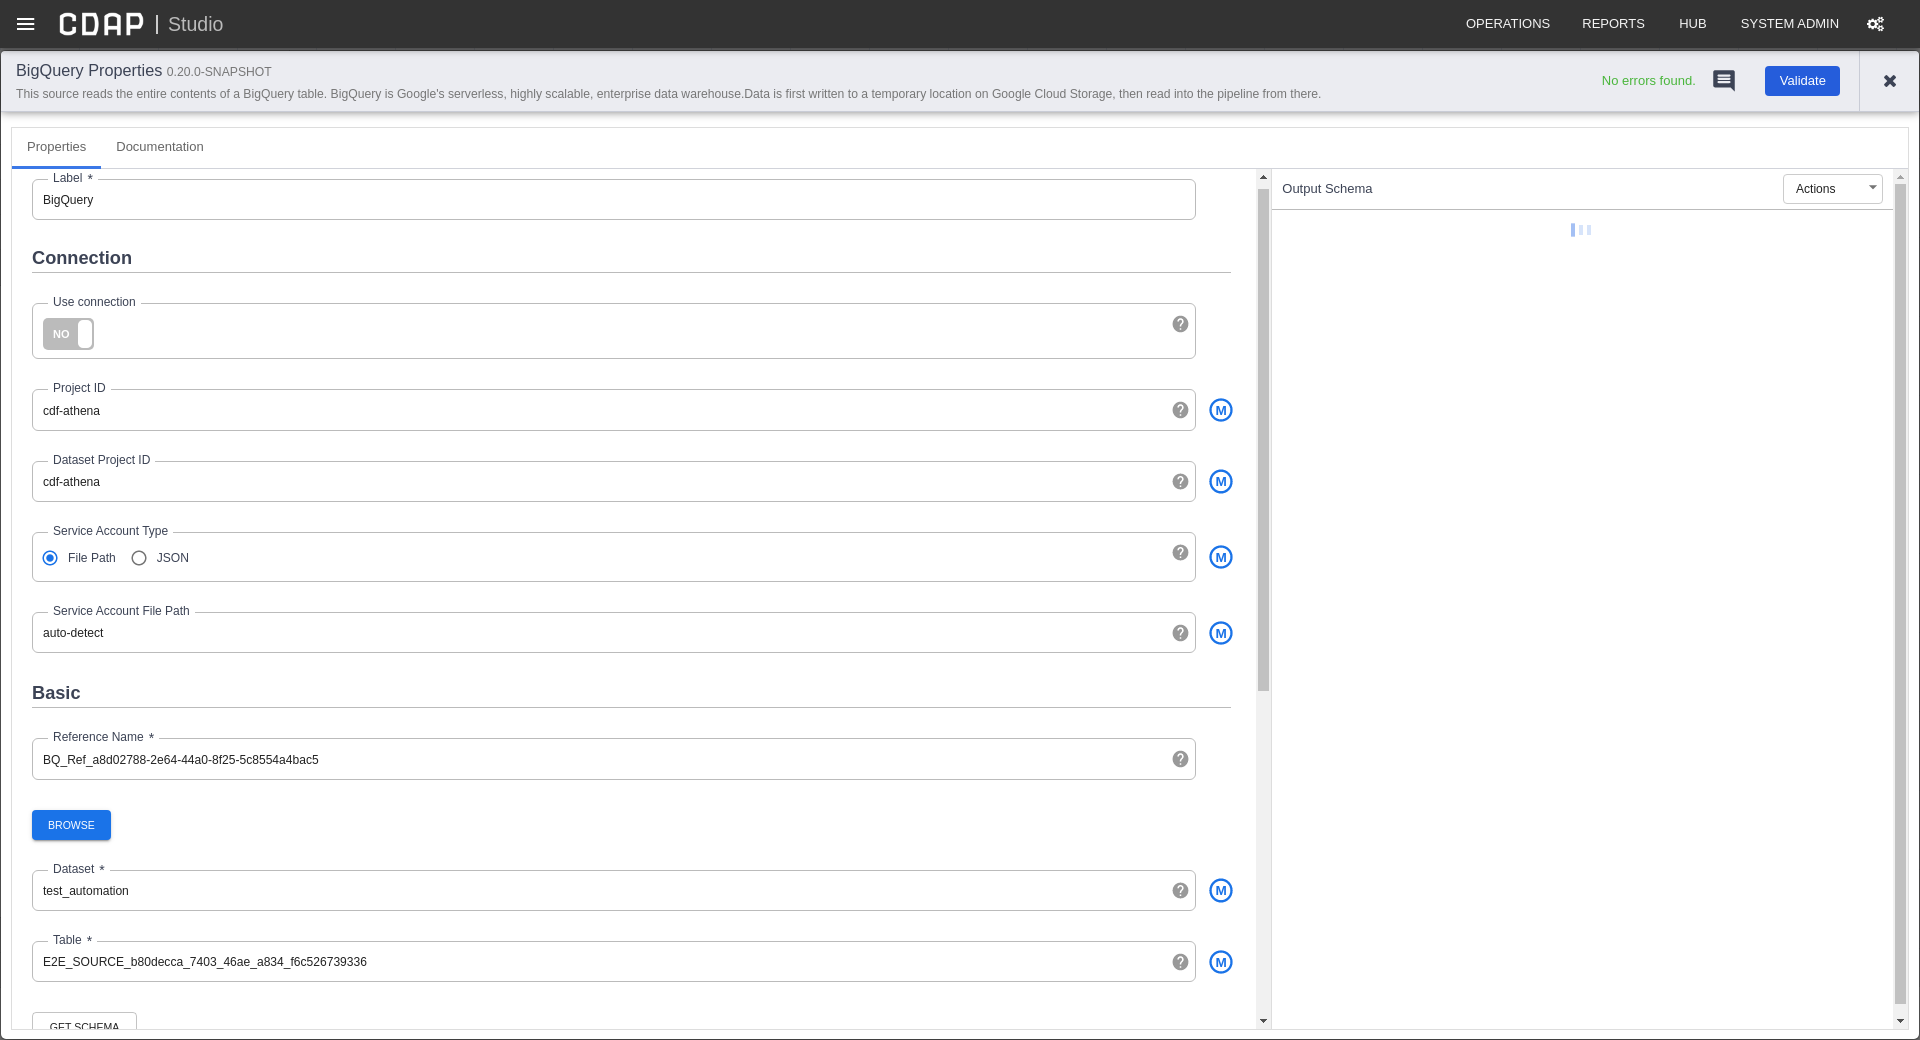 CDAP | Studio
OPERATIONS REPORTS HUB SYSTEM ADMIN
BigQuery Properties 0.20.0-SNAPSHOT
This source reads the entire contents of a BigQuery table. BigQuery is Google's serverless, highly scalable, enterprise data warehouse.Data is first written to a temporary location on Google Cloud Storage, then read into the pipeline from there.
No errors found.
Validate
Properties Documentation
Label *
BigQuery
Connection
Use connection
NO
Project ID
cdf-athena
M
Dataset Project ID
cdf-athena
M
Service Account Type
File Path JSON
M
Service Account File Path
auto-detect
M
Basic
Reference Name *
BQ_Ref_a8d02788-2e64-44a0-8f25-5c8554a4bac5
BROWSE
Dataset *
test_automation
M
Table *
E2E_SOURCE_b80decca_7403_46ae_a834_f6c526739336
M
GET SCHEMA
Output Schema
Actions